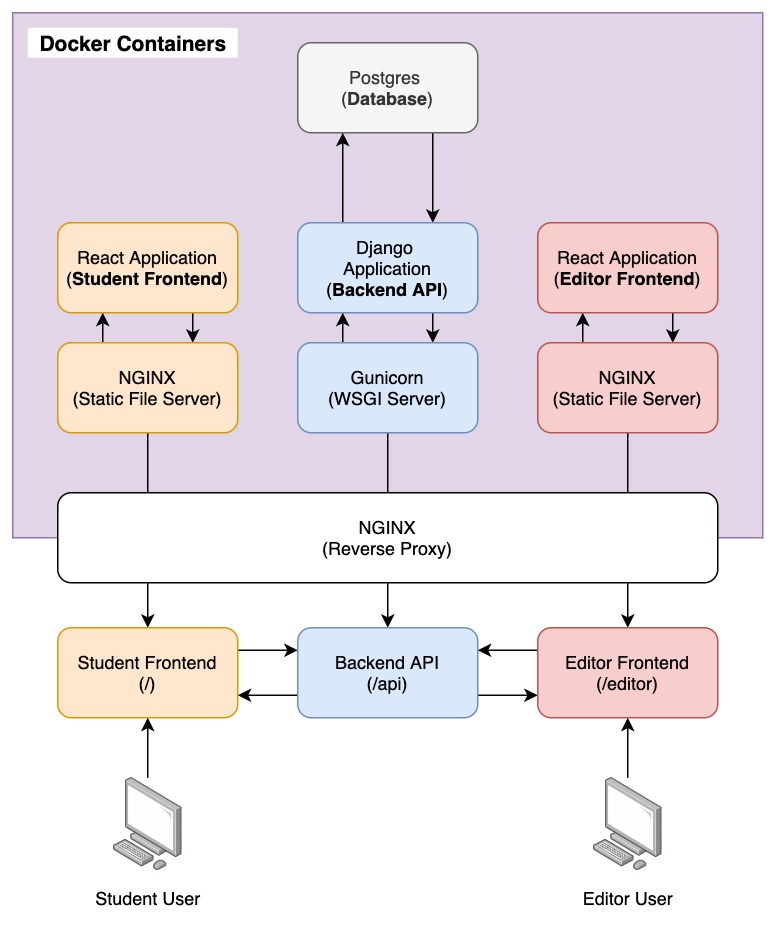 Docker Containers
Postgres
(Database)
React Application
(Student Frontend)
Django
Application
(Backend API)
React Application
(Editor Frontend)
NGINX
(Static File Server)
Gunicorn
(WSGI Server)
NGINX
(Static File Server)
NGINX
(Reverse Proxy)
Student Frontend
(/)
Backend API
(/api)
Editor Frontend
(/editor)
Student User
Editor User